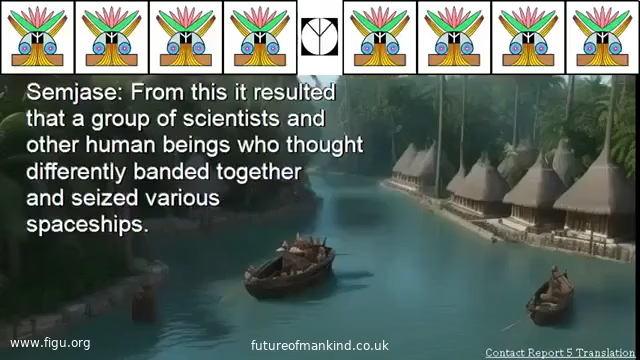 Semjase: From this it resulted
that a group of scientists and
other human beings who thought
differently banded together
and seized various
spaceships.
www.figu.org
futureofmankind.co.uk
Contact Report 5 Translation